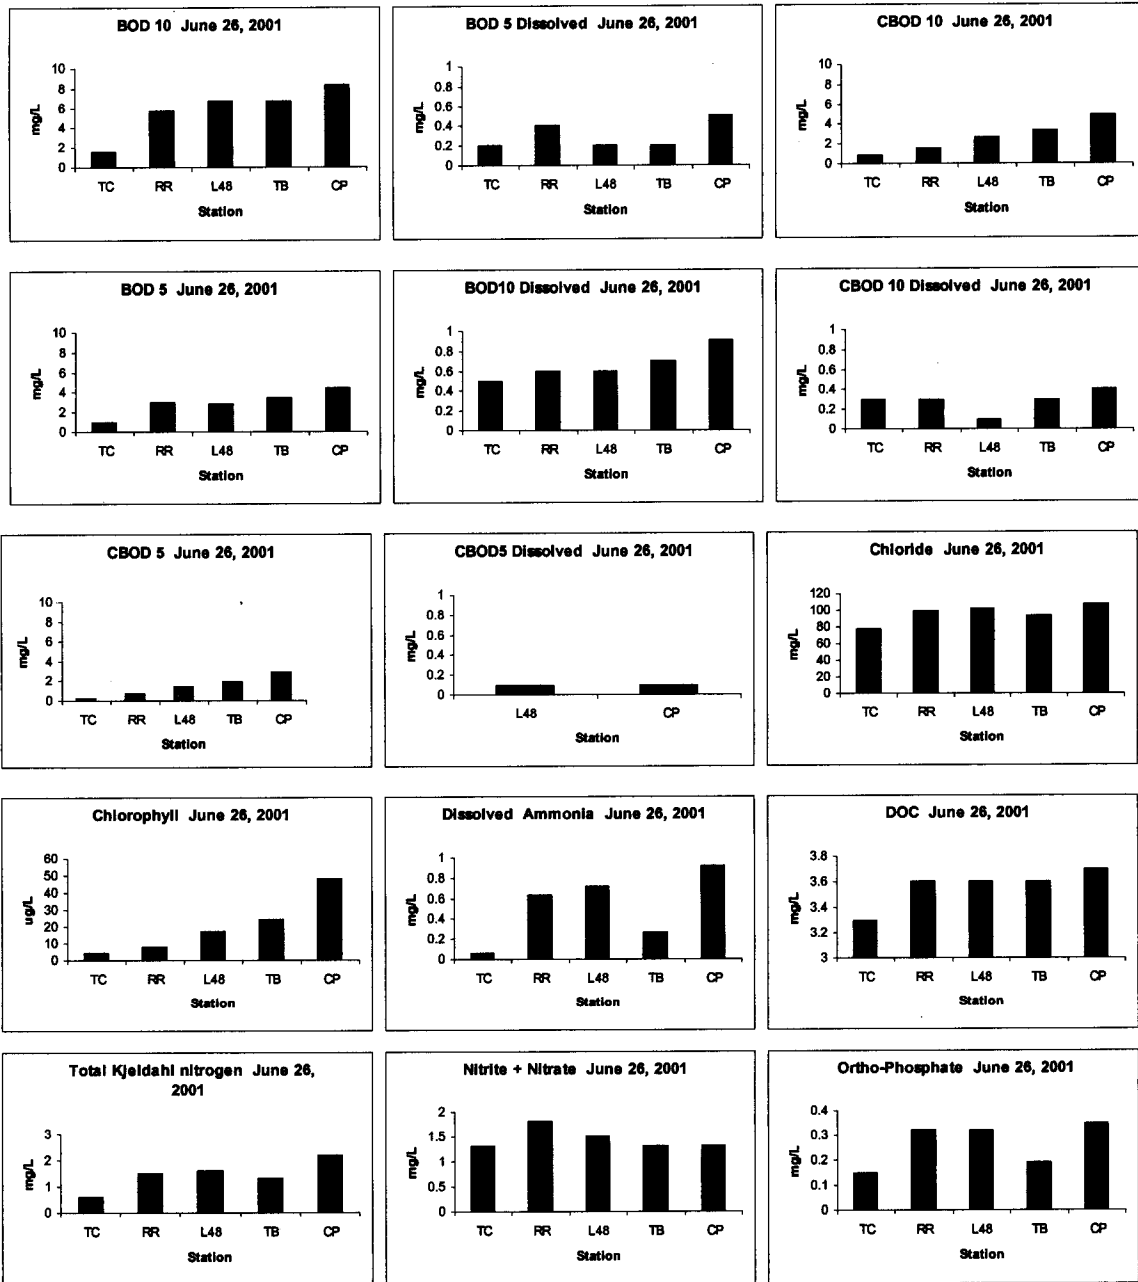 BOD 10 June 26, 2001
10
8
6
4
2
0
mg/L
TC RR L48 TB CP
Station
BOD 5 Dissolved June 26, 2001
1
0.8
0.6
0.4
0.2
0
mg/L
TC RR L48 TB CP
Station
CBOD 10 June 26, 2001
10
8
6
4
2
0
mg/L
TC RR L48 TB CP
Station
BOD 5 June 26, 2001
10
8
6
4
2
0
mg/L
TC RR L48 TB CP
Station
BOD10 Dissolved June 26, 2001
1
0.8
0.6
0.4
0.2
0
mg/L
TC RR L48 TB CP
Station
CBOD 10 Dissolved June 26, 2001
1
0.8
0.6
0.4
0.2
0
mg/L
TC RR L48 TB CP
Station
CBOD 5 June 26, 2001
10
8
6
4
2
0
mg/L
TC RR L48 TB CP
Station
CBOD5 Dissolved June 26, 2001
1
0.8
0.6
0.4
0.2
0
mg/L
L48 CP
Station
Chloride June 26, 2001
120
100
80
60
40
20
0
mg/L
TC RR L48 TB CP
Station
Chlorophyll June 26, 2001
60
50
40
30
20
10
0
ug/L
TC RR L48 TB CP
Station
Dissolved Ammonia June 26, 2001
1
0.8
0.6
0.4
0.2
0
mg/L
TC RR L48 TB CP
Station
DOC June 26, 2001
3.8
3.6
3.4
3.2
3
mg/L
TC RR L48 TB CP
Station
Total Kjeldahl nitrogen June 26,
2001
3
2
1
0
mg/L
TC RR L48 TB CP
Station
Nitrite + Nitrate June 26, 2001
2
1.5
1
0.5
0
mg/L
TC RR L48 TB CP
Station
Ortho-Phosphate June 26, 2001
0.4
0.3
0.2
0.1
0
mg/L
TC RR L48 TB CP
Station